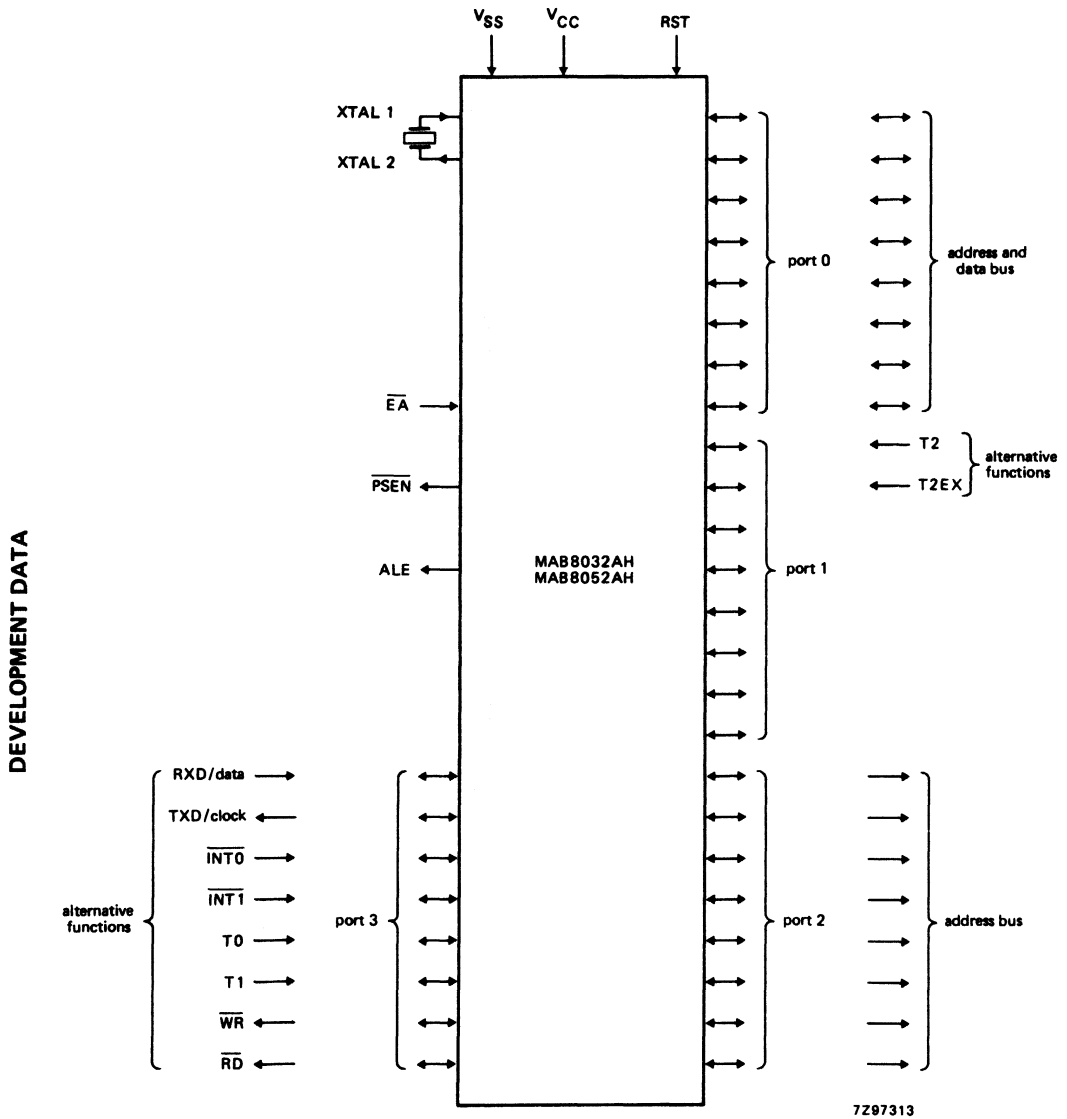 VSS VCC RST
XTAL 1
XTAL 2
port 0
address and
data bus
EA
T2
alternative
functions
PSEN
T2EX
ALE
MAB8032AH
MAB8052AH
port 1
DEVELOPMENT DATA
RXD/data
TXD/clock
INT0
INT1
alternative
functions
port 3
port 2
address bus
T0
T1
WR
RD
7Z97313